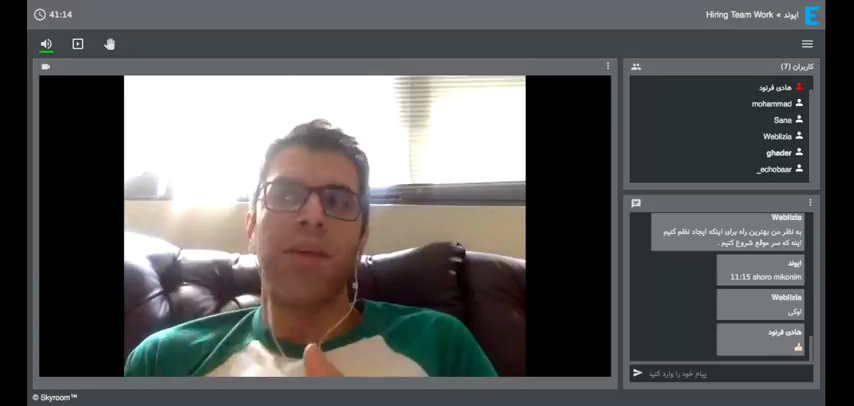 41:14
ایوند » Hiring Team Work
E
کاربران (7)
هادی فرنود
mohammad
Sana
Weblizia
ghader
echobaar_
Weblizia
به نظر من بهترین راه برای اینکه ایجاد نظم کنیم
اینه که سر موقع شروع کنیم .
ایوند
11:15 shoro mikonim
Weblizia
اوکی
هادی فرنود
پیام خود را وارد کنید
© Skyroom™